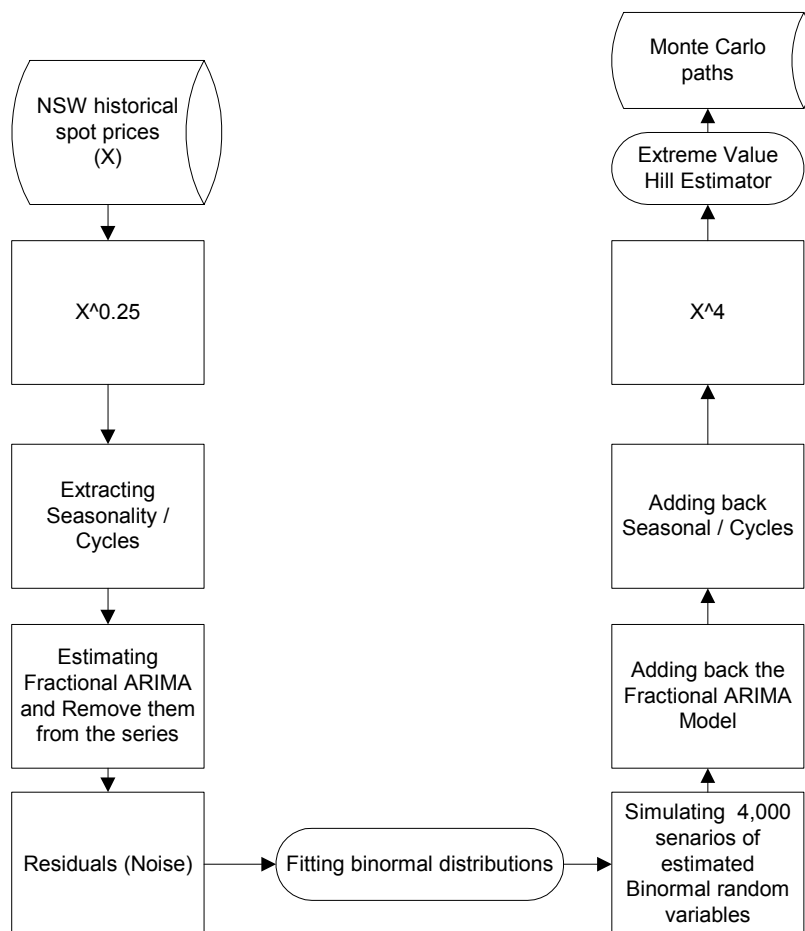 NSW historical
spot prices
(X)
X^0.25
Extracting
Seasonality /
Cycles
Estimating
Fractional ARIMA
and Remove them
from the series
Residuals (Noise)
Fitting binormal distributions
Simulating 4,000
senarios of
estimated
Binormal random
variables
Adding back the
Fractional ARIMA
Model
Adding back
Seasonal / Cycles
X^4
Extreme Value
Hill Estimator
Monte Carlo
paths